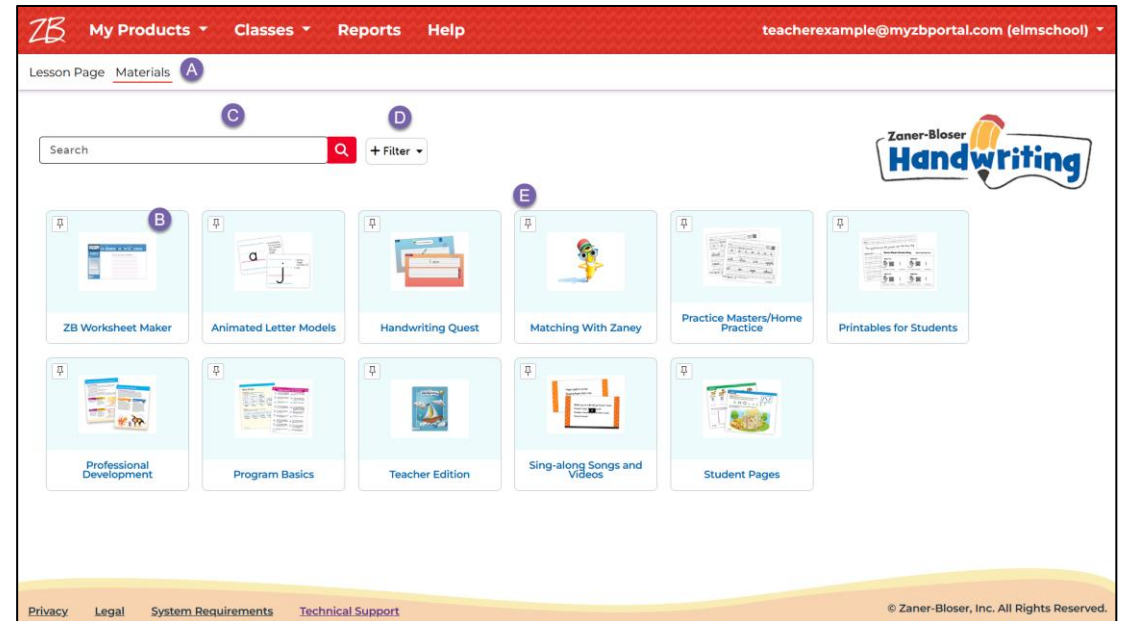 ZB My Products Classes Reports Help teacherexample@myzbportal.com (elmschool)
Lesson Page Materials A
C D
Search + Filter
Zaner-Bloser
Handwriting
B E
ZB Worksheet Maker Animated Letter Models Handwriting Quest Matching With Zaney Practice Masters/Home Practice Printables for Students
Professional Development Program Basics Teacher Edition Sing-along Songs and Videos Student Pages
Privacy Legal System Requirements Technical Support © Zaner-Bloser, Inc. All Rights Reserved.